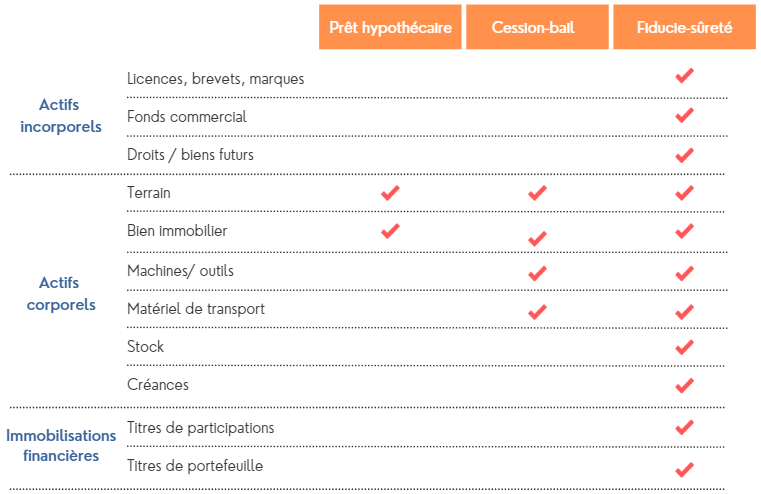 Prêt hypothécaire Cession-bail Fiducie-sûreté
Actifs incorporels
Licences, brevets, marques
Fonds commercial
Droits / biens futurs
Actifs corporels
Terrain
Bien immobilier
Machines/ outils
Matériel de transport
Stock
Créances
Immobilisations financières
Titres de participations
Titres de portefeuille